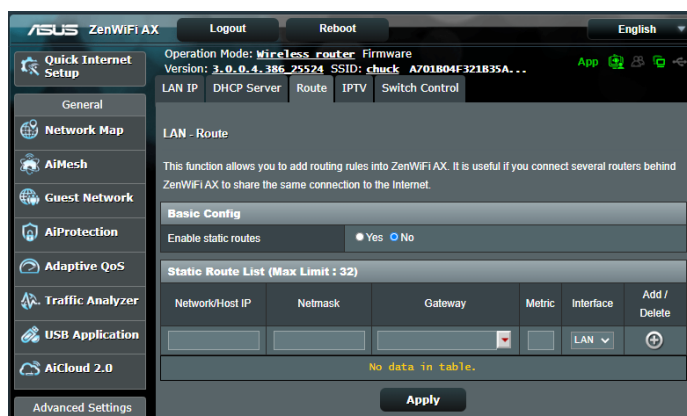 ASUS ZenWiFi AX
Logout
Reboot
English
Quick Internet
Setup
Operation Mode: Wireless router Firmware
Version: 3.0.0.4.386_25524 SSID: chuck A701B04F321B35A...
App
LAN IP
DHCP Server
Route
IPTV
Switch Control
General
Network Map
AiMesh
Guest Network
AiProtection
Adaptive QoS
Traffic Analyzer
USB Application
AiCloud 2.0
Advanced Settings
LAN - Route
This function allows you to add routing rules into ZenWiFi AX. It is useful if you connect several routers behind
ZenWiFi AX to share the same connection to the Internet.
Basic Config
Enable static routes
Yes No
Static Route List (Max Limit : 32)
Network/Host IP
Netmask
Gateway
Metric
Interface
Add /
Delete
LAN
No data in table.
Apply